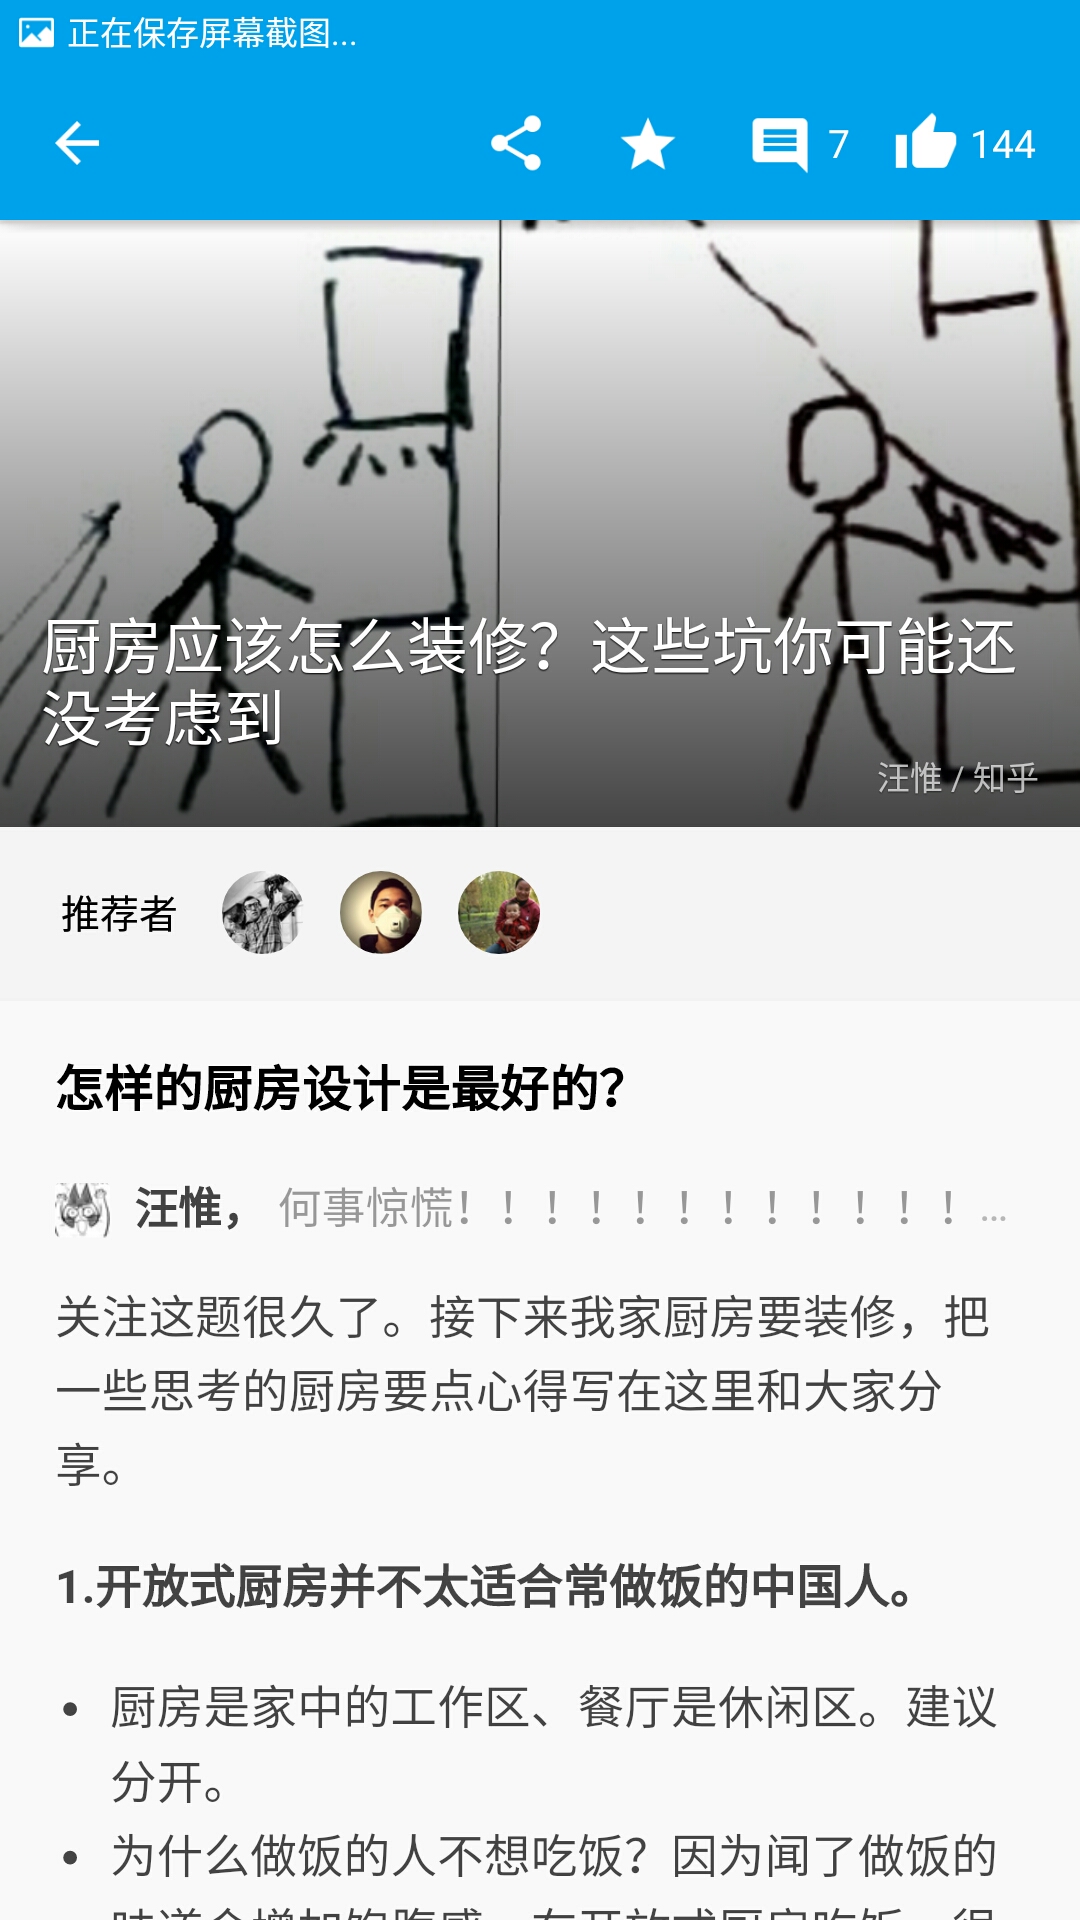 正在保存屏幕截图...
7
144
厨房应该怎么装修？这些坑你可能还
没考虑到
汪惟 / 知乎
推荐者
怎样的厨房设计是最好的？
汪惟， 何事惊慌！！！！！！！！！！！！...
关注这题很久了。接下来我家厨房要装修，把
一些思考的厨房要点心得写在这里和大家分
享。
1.开放式厨房并不太适合常做饭的中国人。
• 厨房是家中的工作区、餐厅是休闲区。建议
分开。
• 为什么做饭的人不想吃饭？因为闻了做饭的